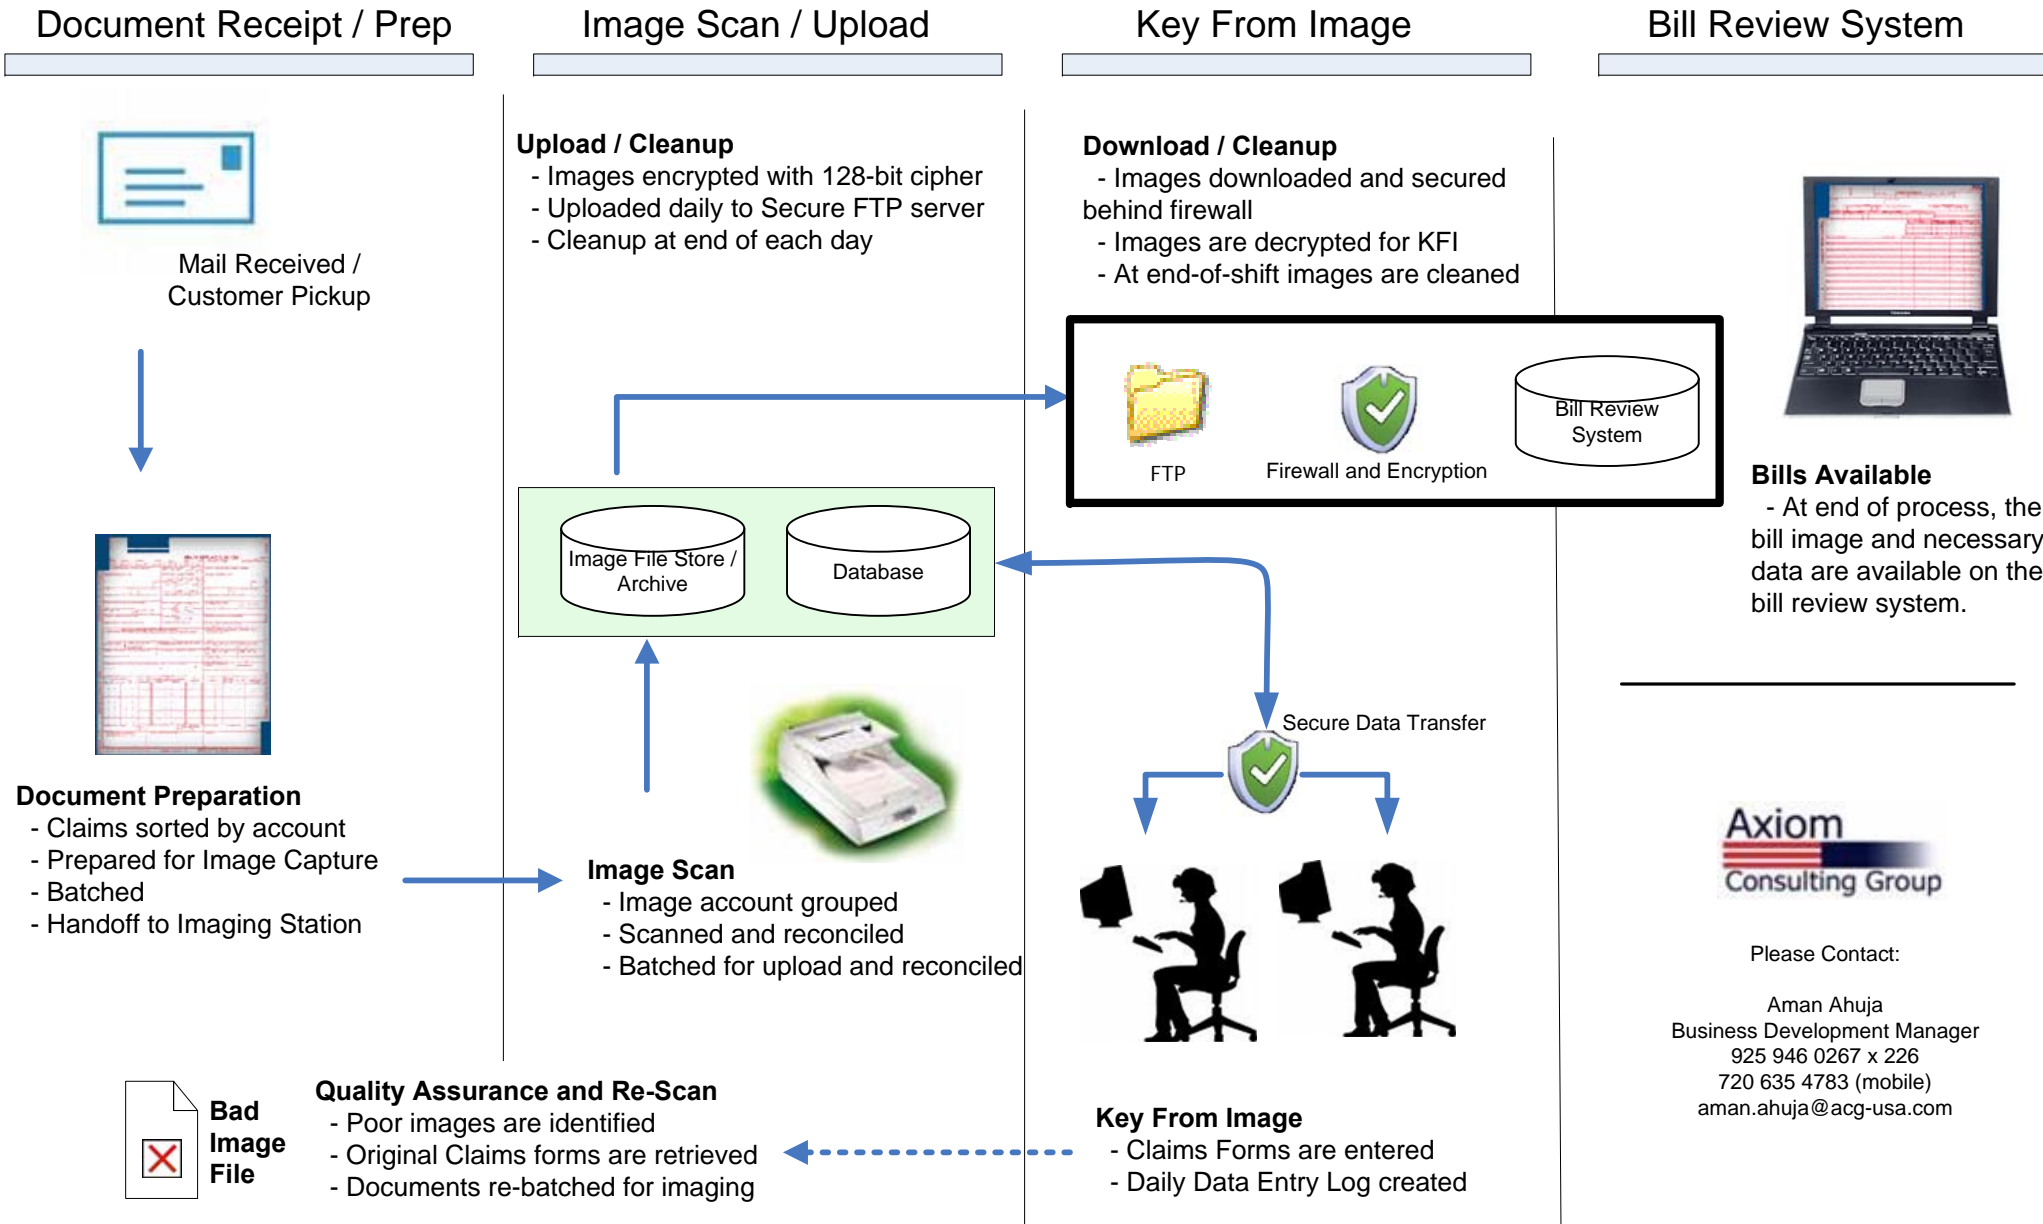 Document Receipt / Prep
Image Scan / Upload
Key From Image
Bill Review System
Mail Received /
Customer Pickup
Document Preparation
- Claims sorted by account
- Prepared for Image Capture
- Batched
- Handoff to Imaging Station
Upload / Cleanup
- Images encrypted with 128-bit cipher
- Uploaded daily to Secure FTP server
- Cleanup at end of each day
Image File Store /
Archive
Database
Image Scan
- Image account grouped
- Scanned and reconciled
- Batched for upload and reconciled
Bad
Image
File
Quality Assurance and Re-Scan
- Poor images are identified
- Original Claims forms are retrieved
- Documents re-batched for imaging
Download / Cleanup
- Images downloaded and secured
behind firewall
- Images are decrypted for KFI
- At end-of-shift images are cleaned
FTP
Firewall and Encryption
Bill Review
System
Secure Data Transfer
Key From Image
- Claims Forms are entered
- Daily Data Entry Log created
Bills Available
- At end of process, the
bill image and necessary
data are available on the
bill review system.
Axiom
Consulting Group
Please Contact:
Aman Ahuja
Business Development Manager
925 946 0267 x 226
720 635 4783 (mobile)
aman.ahuja@acg-usa.com